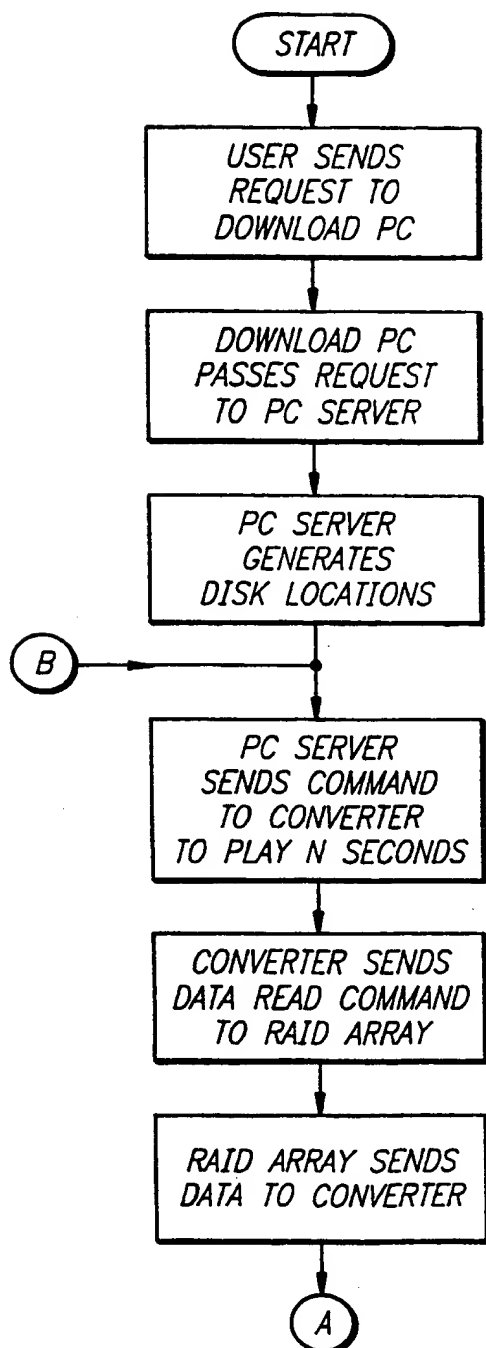 START
USER SENDS
REQUEST TO
DOWNLOAD PC
DOWNLOAD PC
PASSES REQUEST
TO PC SERVER
PC SERVER
GENERATES
DISK LOCATIONS
B
PC SERVER
SENDS COMMAND
TO CONVERTER
TO PLAY N SECONDS
CONVERTER SENDS
DATA READ COMMAND
TO RAID ARRAY
RAID ARRAY SENDS
DATA TO CONVERTER
A